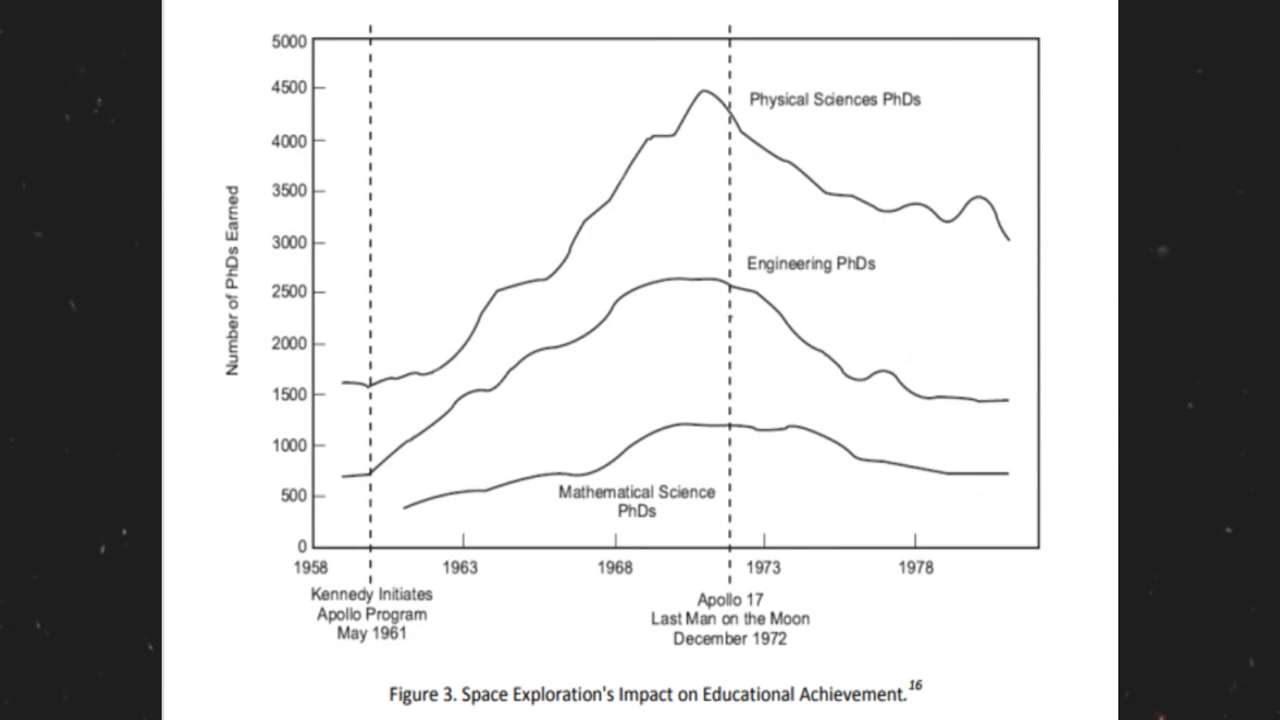 5000
4500
4000
3500
3000
2500
2000
1500
1000
500
0
Number of PhDs Earned
Physical Sciences PhDs
Engineering PhDs
Mathematical Science
PhDs
1958 1963 1968 1973 1978
Kennedy Initiates
Apollo Program
May 1961
Apollo 17
Last Man on the Moon
December 1972
Figure 3. Space Exploration's Impact on Educational Achievement.16